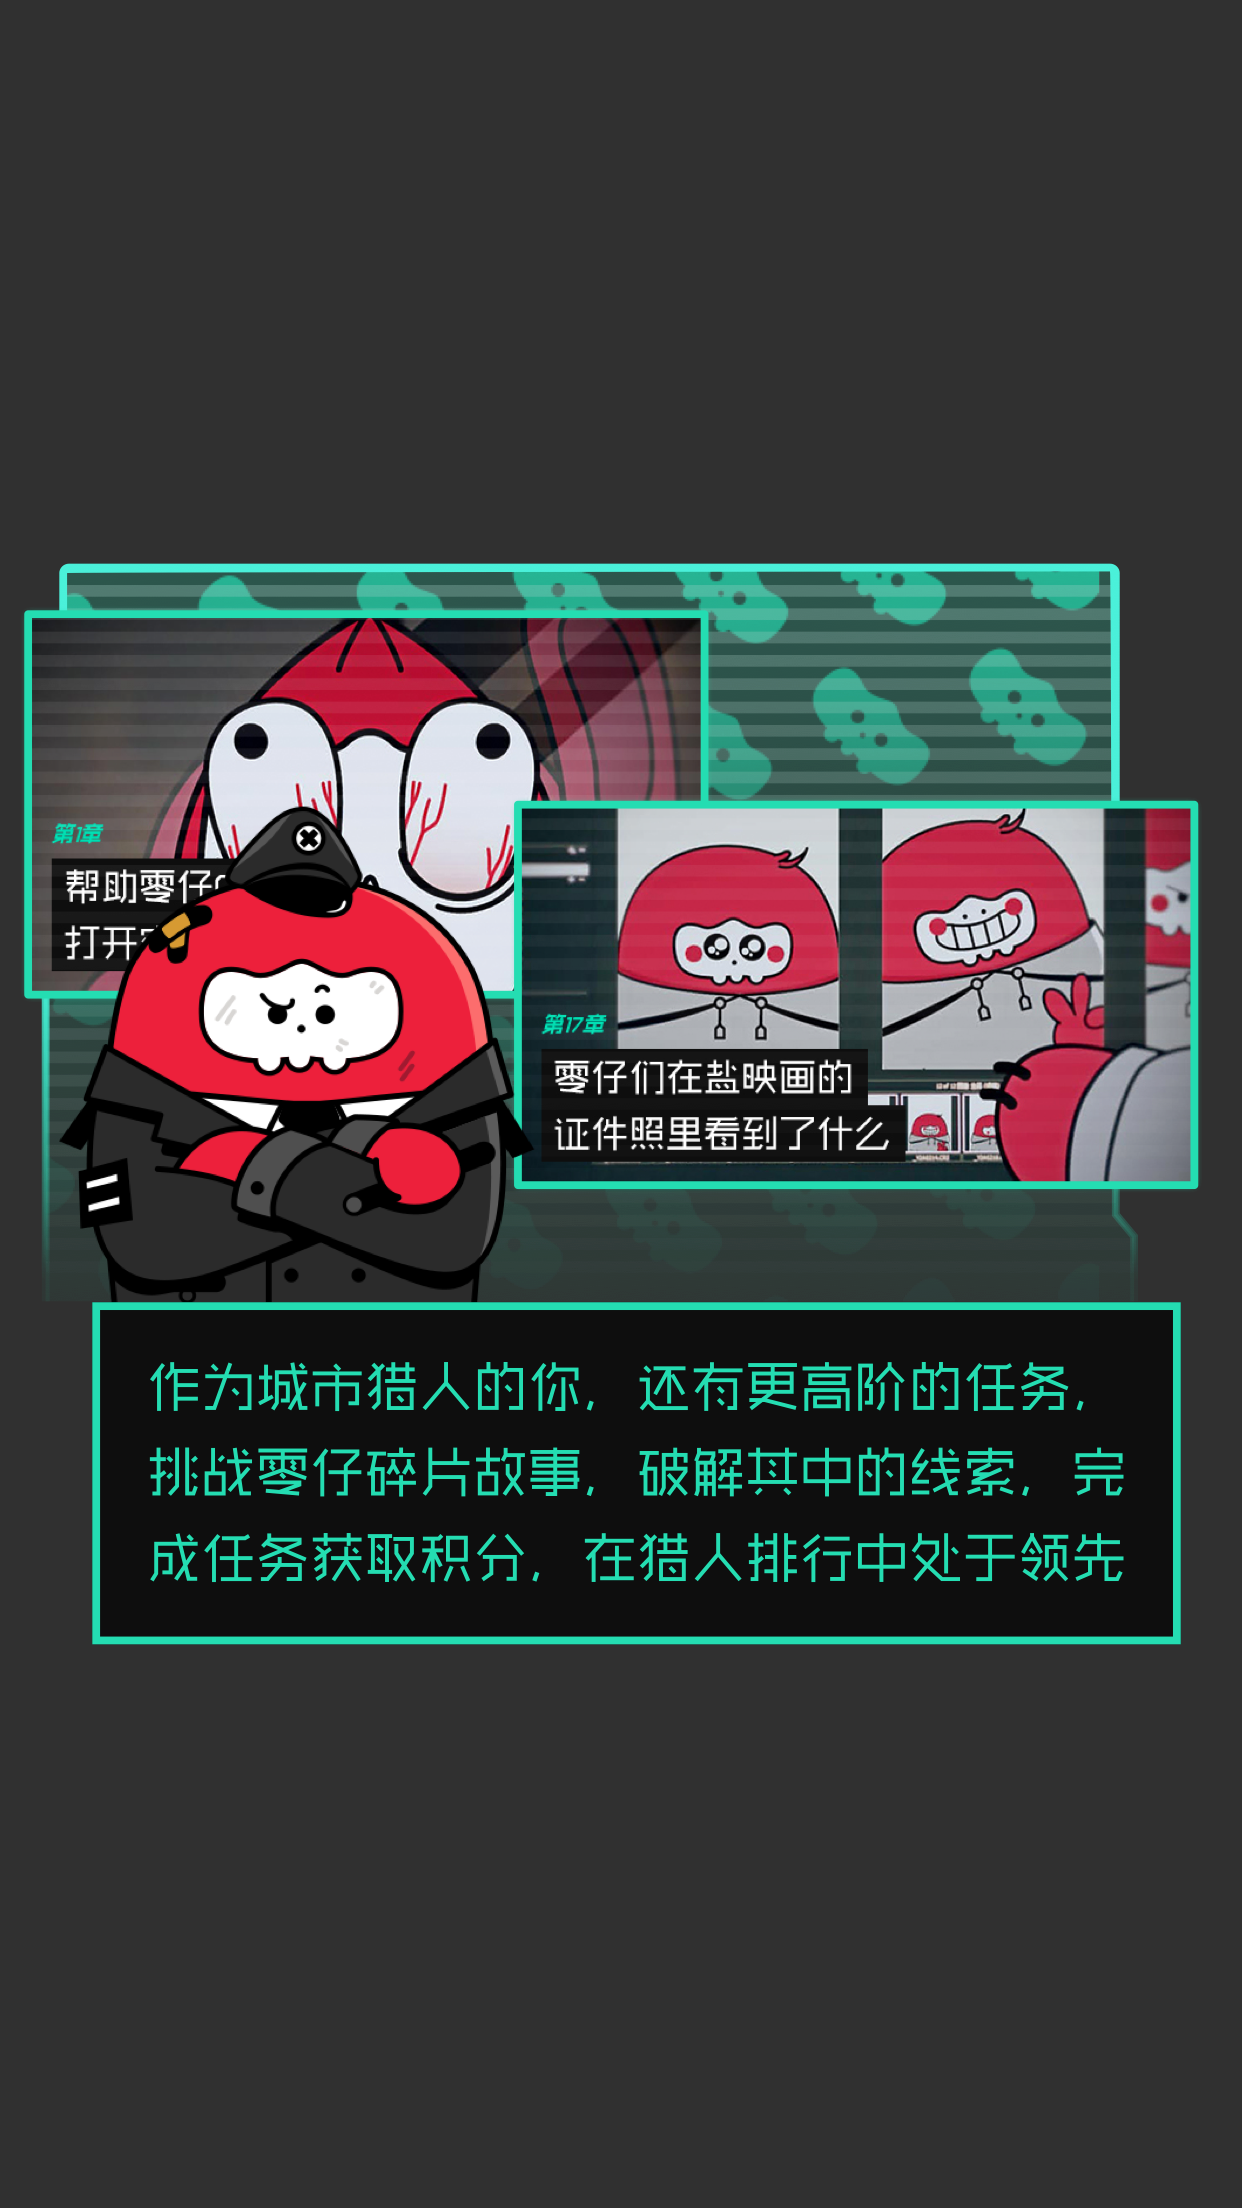 第1章
帮助零仔
打开
第17章
零仔们在盐映画的
证件照里看到了什么
作为城市猎人的你，还有更高阶的任务，
挑战零仔碎片故事，破解其中的线索，完
成任务获取积分，在猎人排行中处于领先